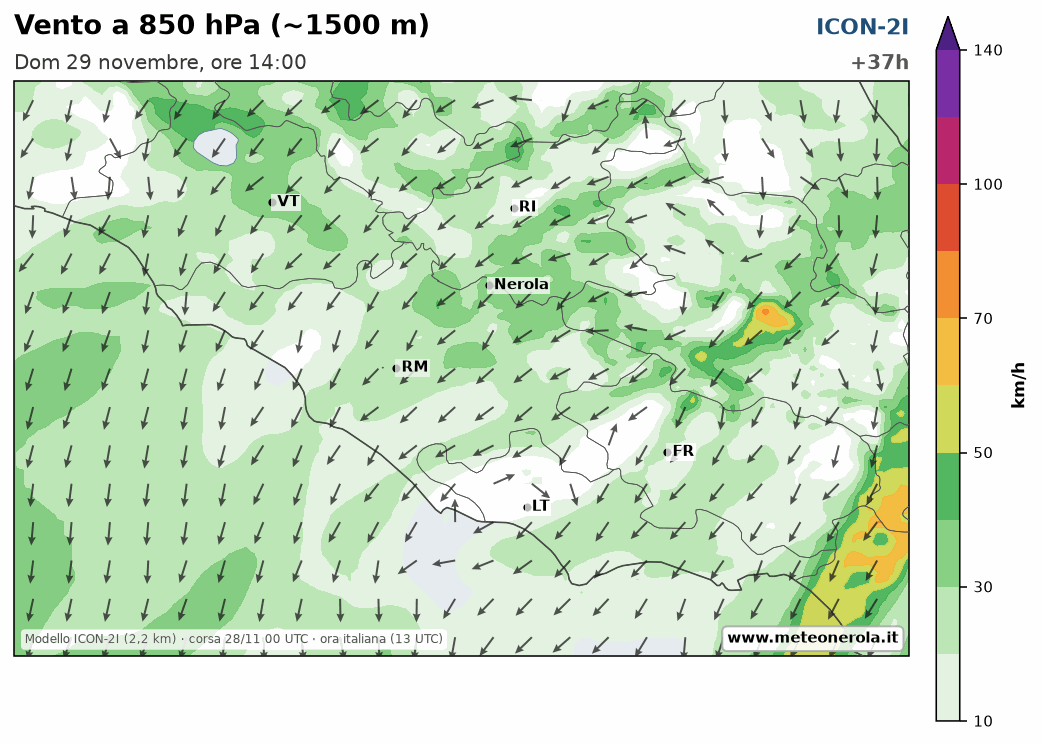 Vento a 850 hPa (~1500 m)
ICON-2I
Dom 29 novembre, ore 14:00
+37h
VT
RI
Nerola
RM
FR
LT
Modello ICON-2I (2,2 km) · corsa 28/11 00 UTC · ora italiana (13 UTC)
www.meteonerola.it
140
100
70
50
30
10
km/h